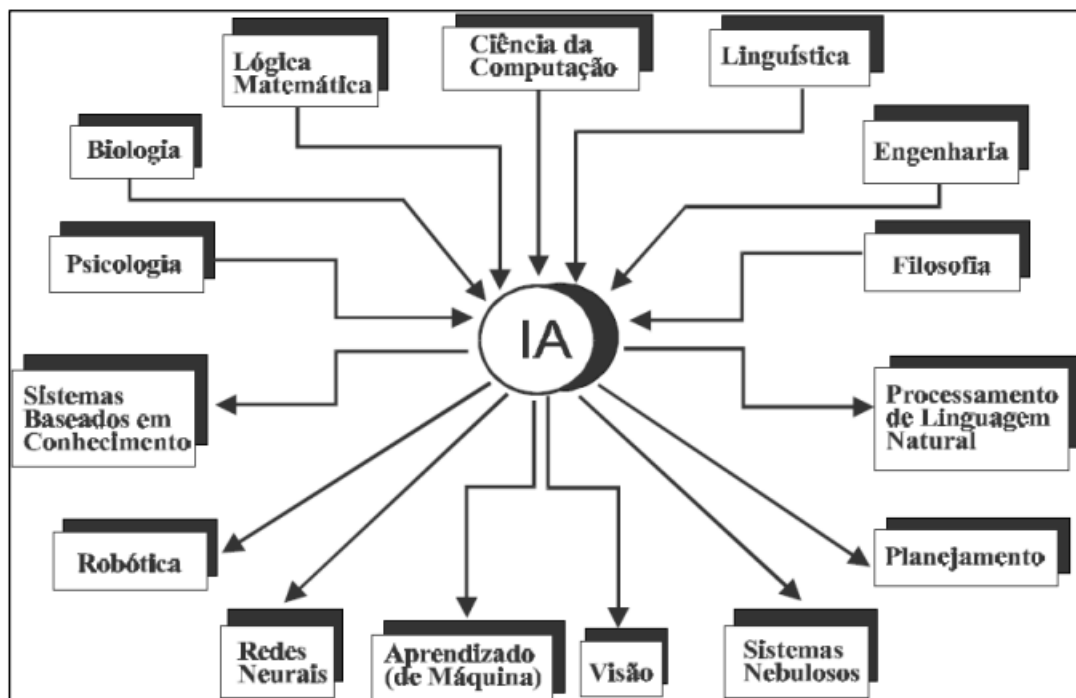 Lógica
Matemática
Ciência da
Computação
Linguística
Biologia
Engenharia
Psicologia
Filosofia
IA
Sistemas
Baseados em
Conhecimento
Processamento
de Linguagem
Natural
Robótica
Planejamento
Redes
Neurais
Aprendizado
(de Máquina)
Visão
Sistemas
Nebulosos